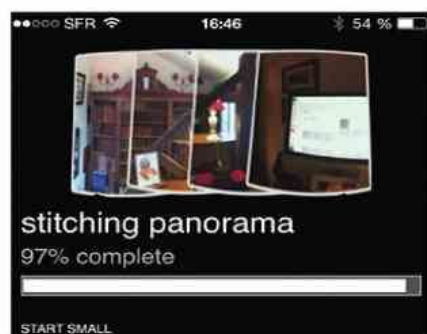 SFR 16:46 54 %
stitching panorama
97% complete
START SMALL